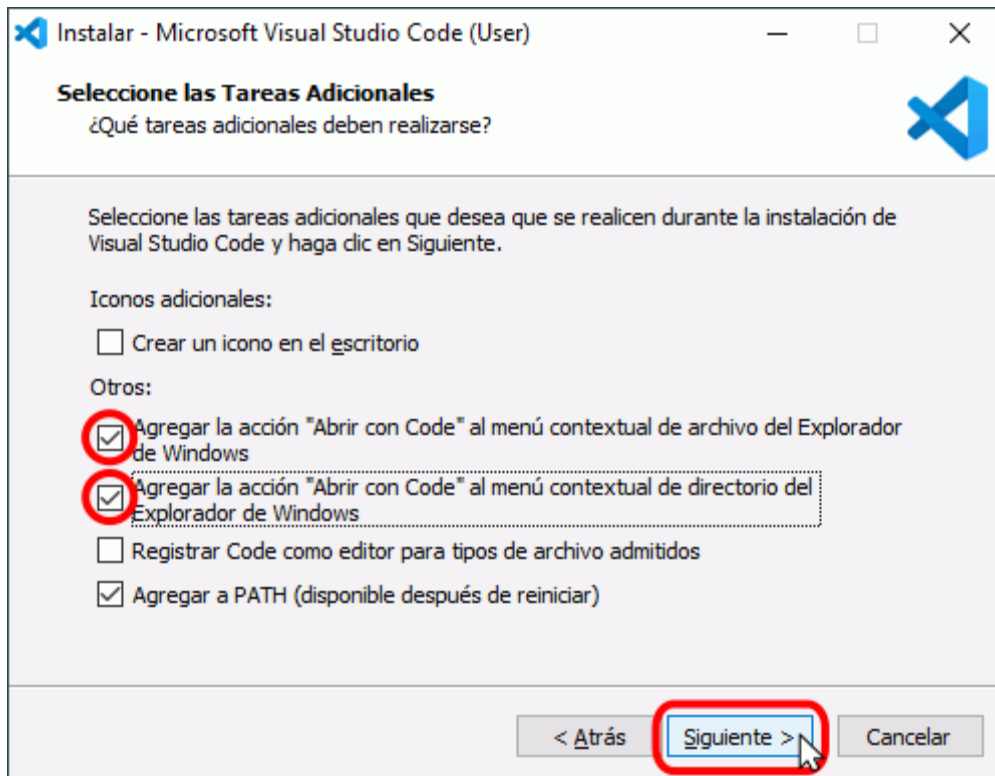 Instalar - Microsoft Visual Studio Code (User)
Seleccione las Tareas Adicionales
¿Qué tareas adicionales deben realizarse?
Seleccione las tareas adicionales que desea que se realicen durante la instalación de
Visual Studio Code y haga clic en Siguiente.
Iconos adicionales:
Crear un icono en el escritorio
Otros:
Agregar la acción "Abrir con Code" al menú contextual de archivo del Explorador
de Windows
Agregar la acción "Abrir con Code" al menú contextual de directorio del
Explorador de Windows
Registrar Code como editor para tipos de archivo admitidos
Agregar a PATH (disponible después de reiniciar)
< Atrás
Siguiente >
Cancelar